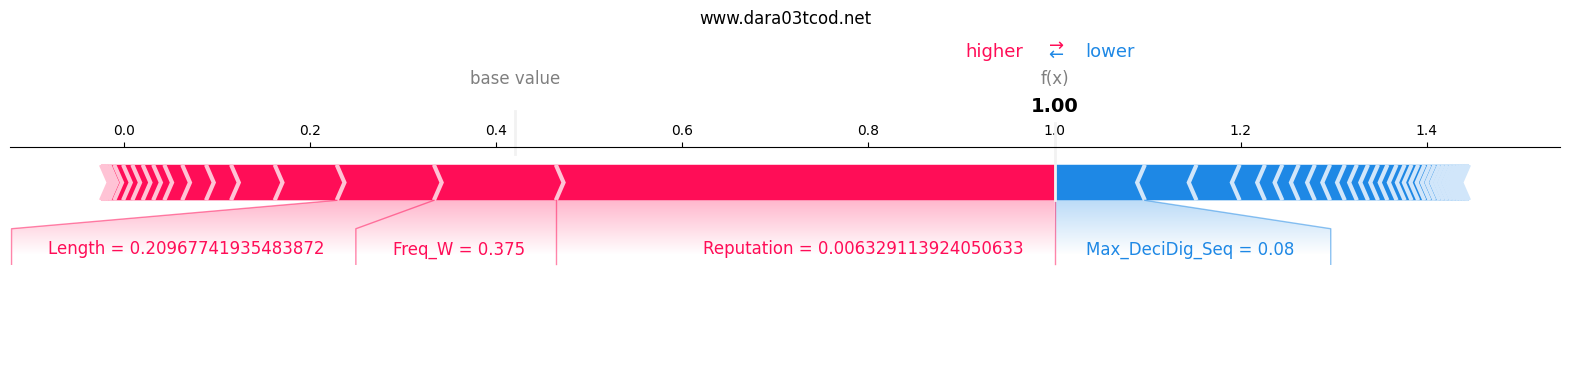 www.dara03tcod.net
higher → lower
←
base value f(x)
1.00
0.0 0.2 0.4 0.6 0.8 1.0 1.2 1.4
Length = 0.20967741935483872 Freq_W = 0.375 Reputation = 0.006329113924050633 Max_DeciDig_Seq = 0.08